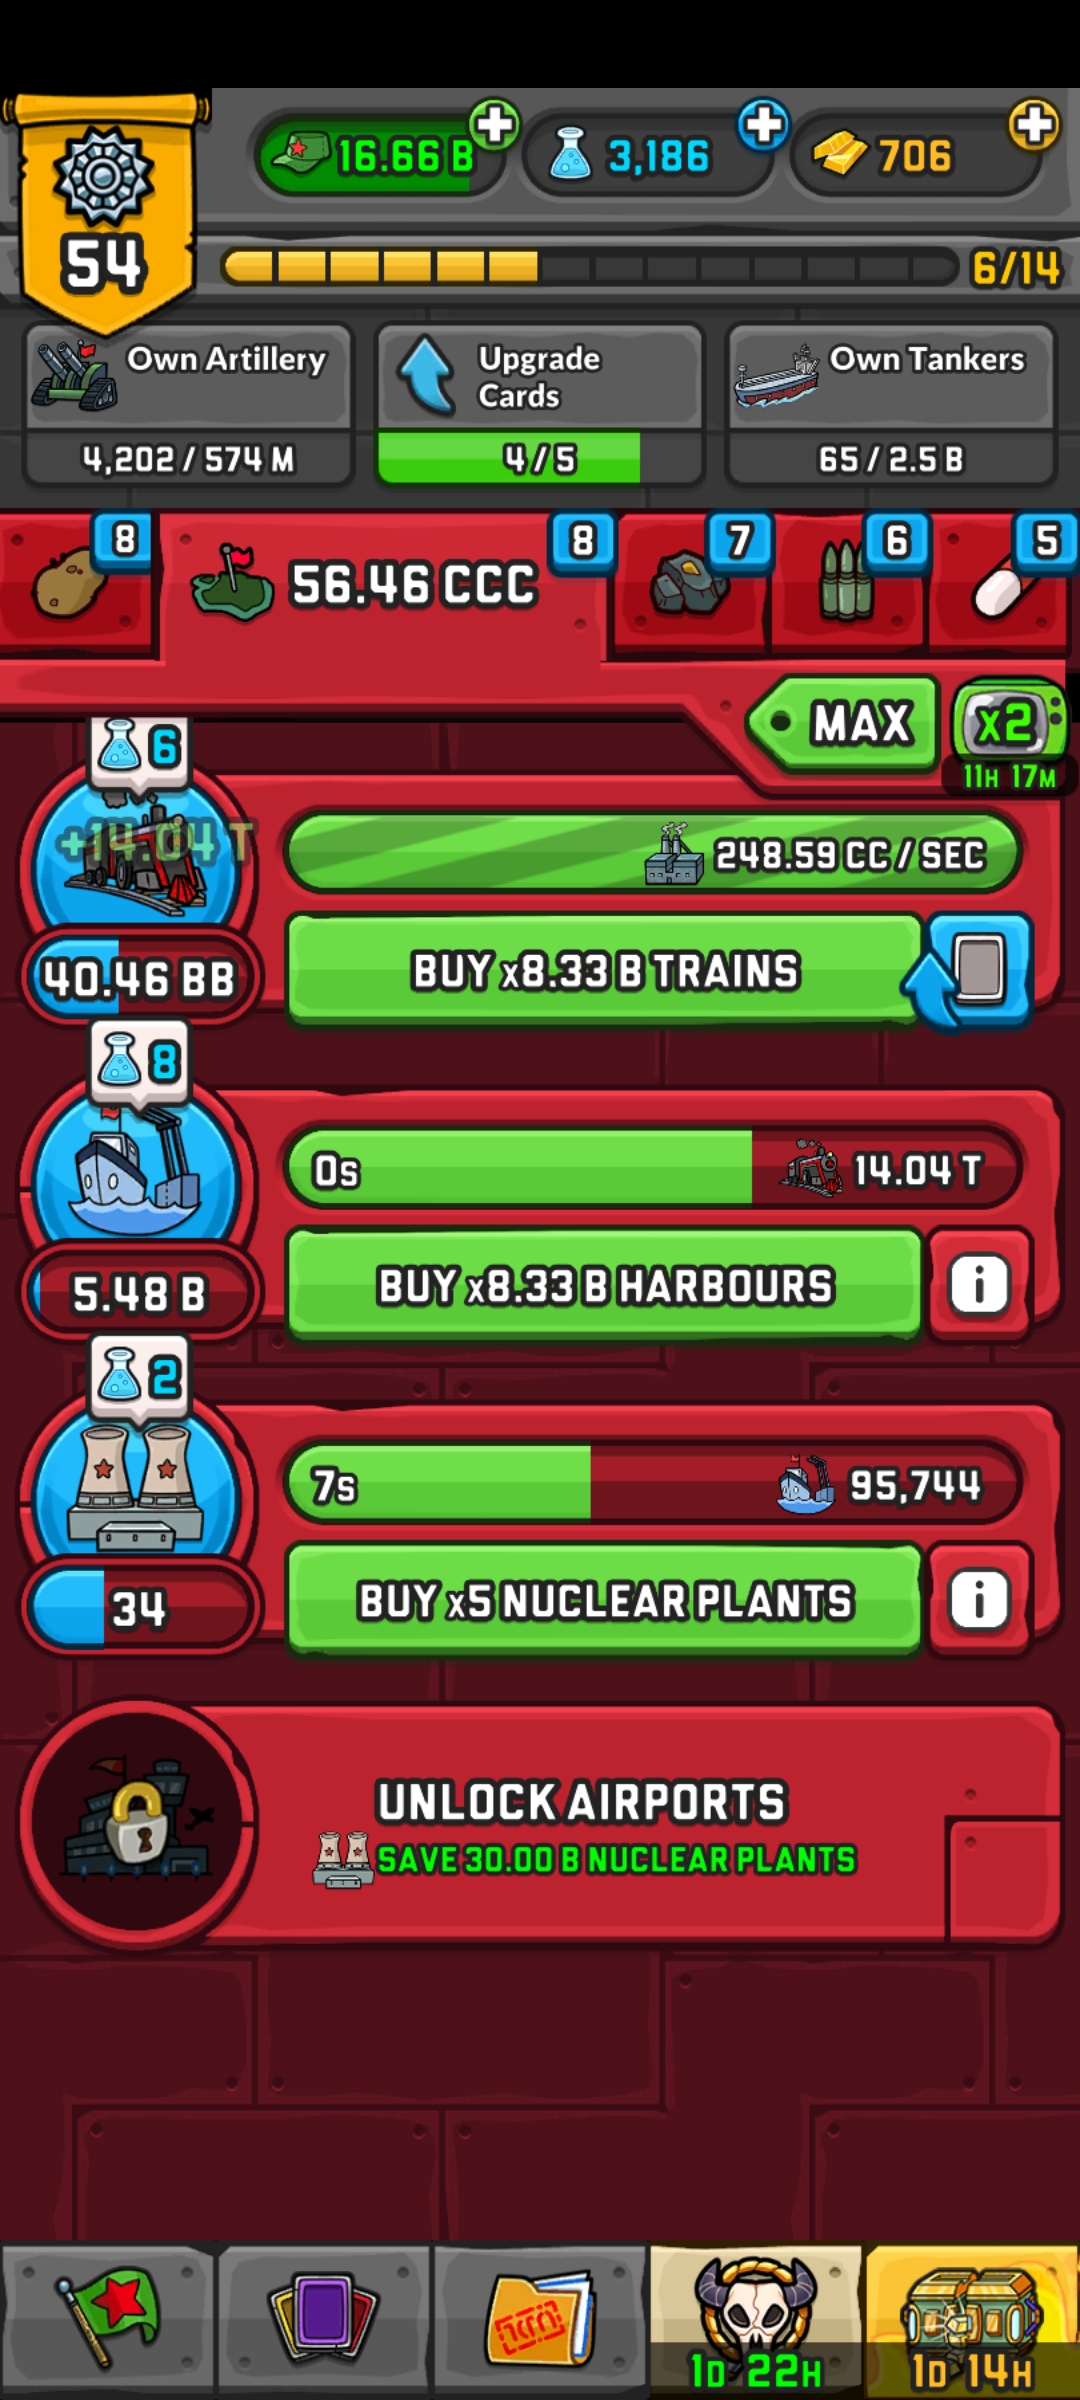 16.66 B
3,186
706
54
6/14
Own Artillery
4,202 / 574 M
Upgrade
Cards
4 / 5
Own Tankers
65 / 2.5 B
8
56.46 CCC
8
7
6
5
MAX
x2
11H 17M
6
+14.04 T
248.59 CC / SEC
40.46 BB
BUY x8.33 B TRAINS
8
0s
14.04 T
5.48 B
BUY x8.33 B HARBOURS
i
2
7s
95,744
34
BUY x5 NUCLEAR PLANTS
i
UNLOCK AIRPORTS
SAVE 30.00 B NUCLEAR PLANTS
1D 22H
1D 14H